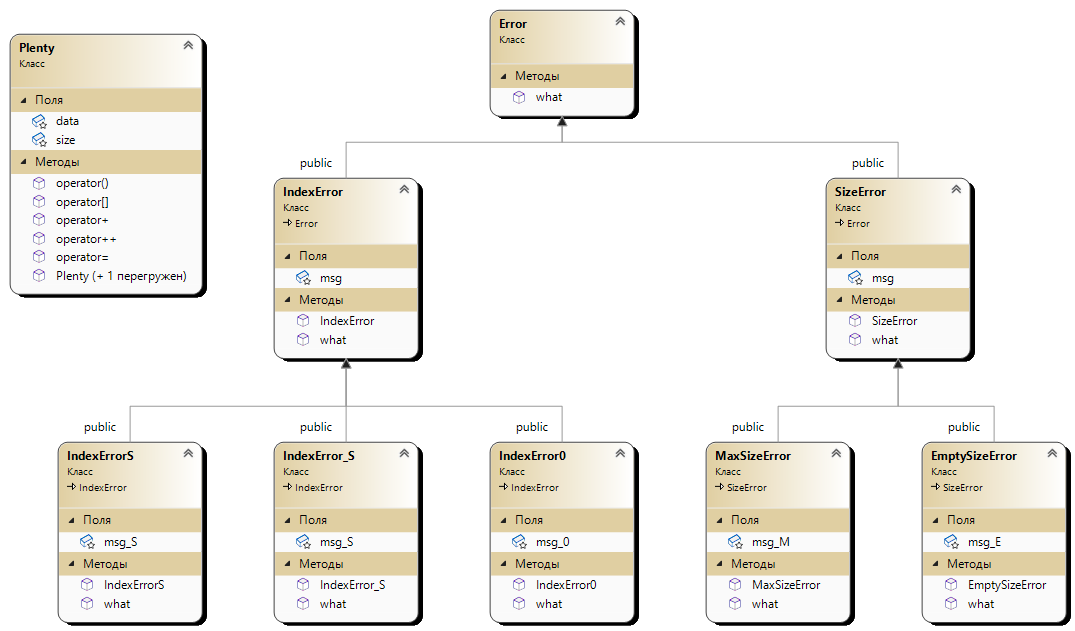 Plenty
Класс
Поля
data
size
Методы
operator()
operator[]
operator+
operator++
operator=
Plenty (+ 1 перегружен)
Error
Класс
Методы
what
public
IndexError
Класс
Error
Поля
msg
Методы
IndexError
what
public
SizeError
Класс
Error
Поля
msg
Методы
SizeError
what
public
IndexErrorS
Класс
IndexError
Поля
msg_S
Методы
IndexErrorS
what
public
IndexError_S
Класс
IndexError
Поля
msg_S
Методы
IndexError_S
what
public
IndexError0
Класс
IndexError
Поля
msg_0
Методы
IndexError0
what
public
MaxSizeError
Класс
SizeError
Поля
msg_M
Методы
MaxSizeError
what
public
EmptySizeError
Класс
SizeError
Поля
msg_E
Методы
EmptySizeError
what